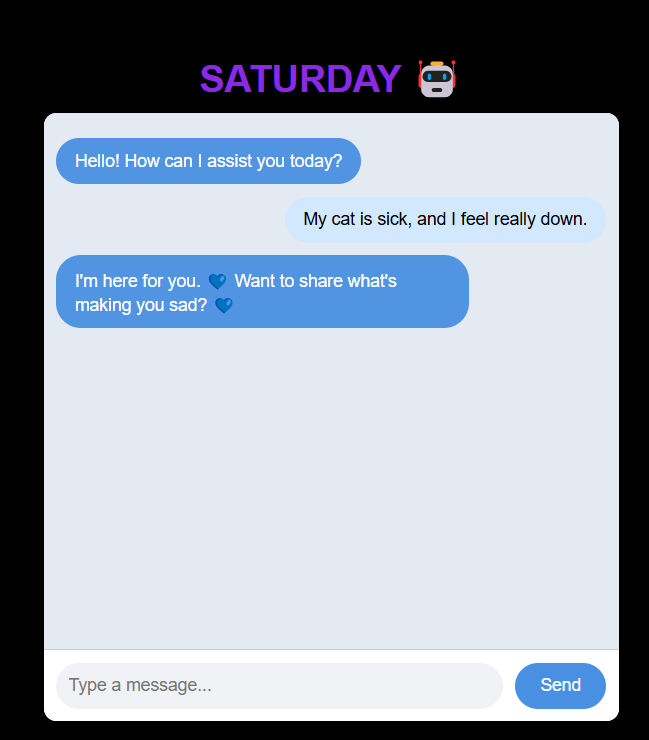 SATURDAY 🤖
Hello! How can I assist you today?
My cat is sick, and I feel really down.
I'm here for you. 💙 Want to share what's
making you sad? 💙
Type a message...
Send